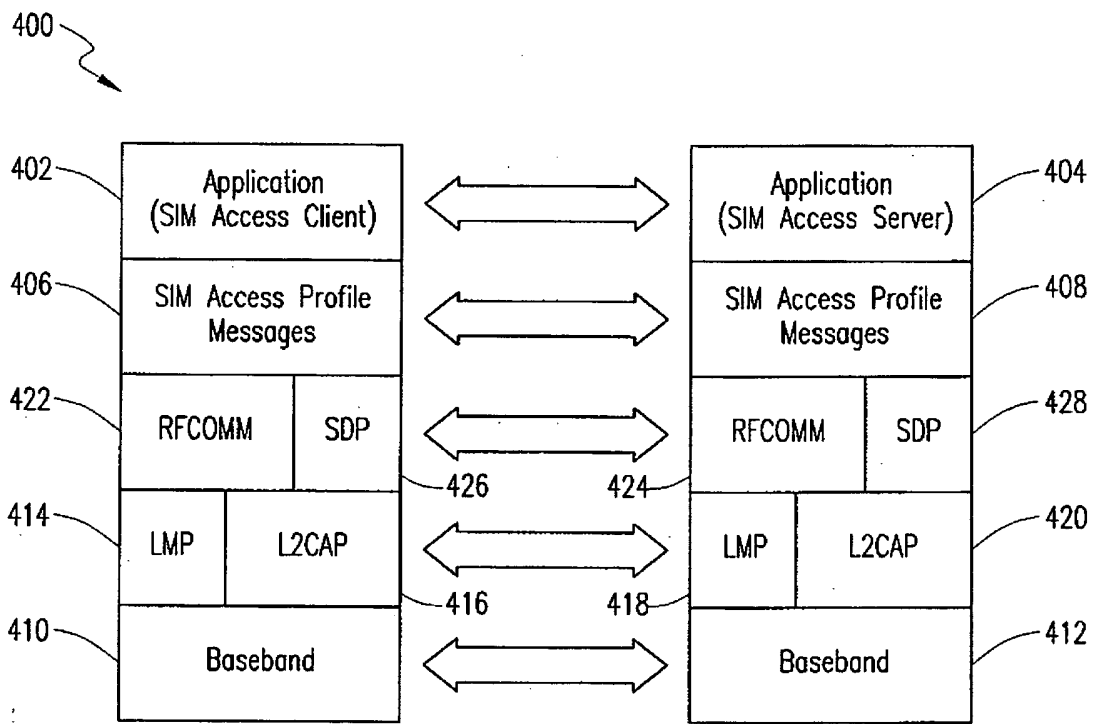 400
402
Application
(SIM Access Client)
Application
(SIM Access Server)
404
406
SIM Access Profile
Messages
SIM Access Profile
Messages
408
422
RFCOMM
SDP
RFCOMM
SDP
428
426
424
414
LMP
L2CAP
LMP
L2CAP
420
416
418
410
Baseband
Baseband
412